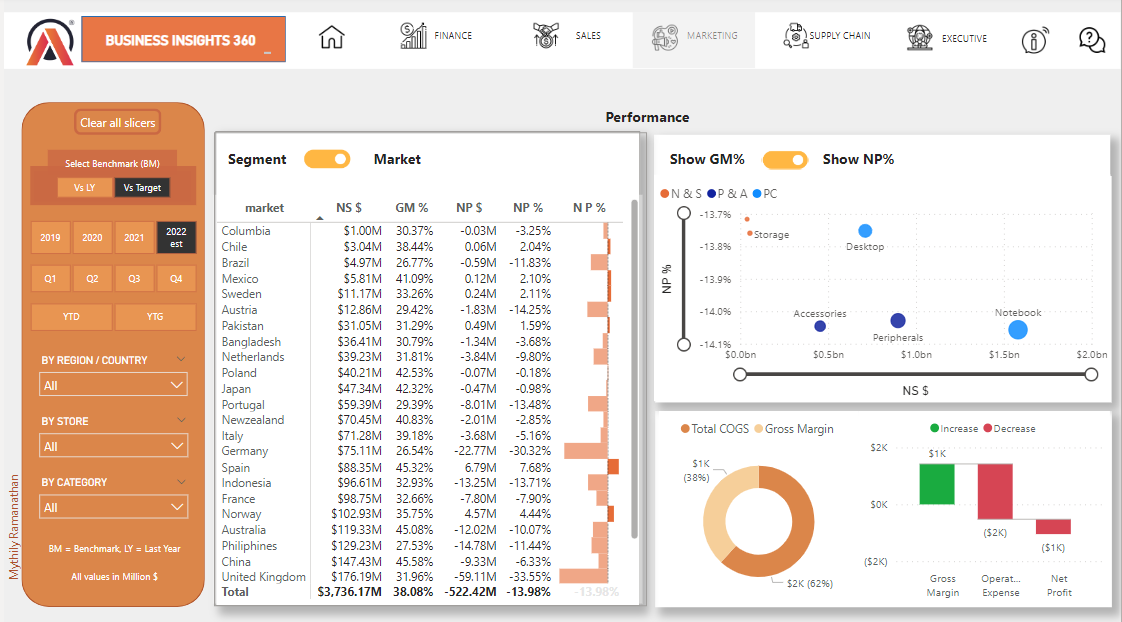 BUSINESS INSIGHTS 360
FINANCE
SALES
MARKETING
SUPPLY CHAIN
EXECUTIVE
Clear all slicers
Select Benchmark (BM)
Vs LY Vs Target
2019 2020 2021 2022 est
Q1 Q2 Q3 Q4
YTD YTG
BY REGION / COUNTRY
All
BY STORE
All
BY CATEGORY
All
BM = Benchmark, LY = Last Year
All values in Million $
Mythily Ramanathan
Performance
Segment Market
market NS $ GM % NP $ NP % N P %
Columbia $1.00M 30.37% -0.03M -3.25%
Chile $3.04M 38.44% 0.06M 2.04%
Brazil $4.97M 26.77% -0.59M -11.83%
Mexico $5.81M 41.09% 0.12M 2.10%
Sweden $11.17M 33.26% 0.24M 2.11%
Austria $12.86M 29.42% -1.83M -14.25%
Pakistan $31.05M 31.29% 0.49M 1.59%
Bangladesh $36.41M 30.79% -1.34M -3.68%
Netherlands $39.23M 31.81% -3.84M -9.80%
Poland $40.21M 42.53% -0.07M -0.18%
Japan $47.34M 42.32% -0.47M -0.98%
Portugal $59.39M 29.39% -8.01M -13.48%
Newzealand $70.45M 40.83% -2.01M -2.85%
Italy $71.28M 39.18% -3.68M -5.16%
Germany $75.11M 26.54% -22.77M -30.32%
Spain $88.35M 45.32% 6.79M 7.68%
Indonesia $96.61M 32.93% -13.25M -13.71%
France $98.75M 32.66% -7.80M -7.90%
Norway $102.93M 35.75% 4.57M 4.44%
Australia $119.33M 45.08% -12.02M -10.07%
Philiphines $129.23M 27.53% -14.78M -11.44%
China $147.43M 45.58% -9.33M -6.33%
United Kingdom $176.19M 31.96% -59.11M -33.55%
Total $3,736.17M 38.08% -522.42M -13.98% -13.98%
Show GM% Show NP%
N & S P & A PC
NP %
-13.7%
-13.8%
-13.9%
-14.0%
-14.1%
Storage
Desktop
Accessories
Peripherals
Notebook
$0.0bn $0.5bn $1.0bn $1.5bn $2.0bn
NS $
Total COGS Gross Margin
$1K
(38%)
$2K (62%)
Increase Decrease
$2K
$0K
($2K)
$1K
($2K)
($1K)
Gross Margin
Operat... Expense
Net Profit